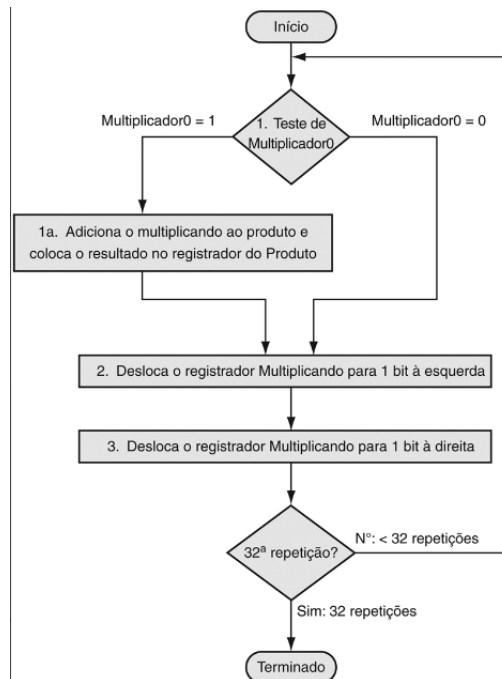 Início
1. Teste de
Multiplicador0
Multiplicador0 = 1
Multiplicador0 = 0
1a. Adiciona o multiplicando ao produto e
coloca o resultado no registrador do Produto
2. Desloca o registrador Multiplicando para 1 bit à esquerda
3. Desloca o registrador Multiplicando para 1 bit à direita
32ª repetição?
N°: < 32 repetições
Sim: 32 repetições
Terminado